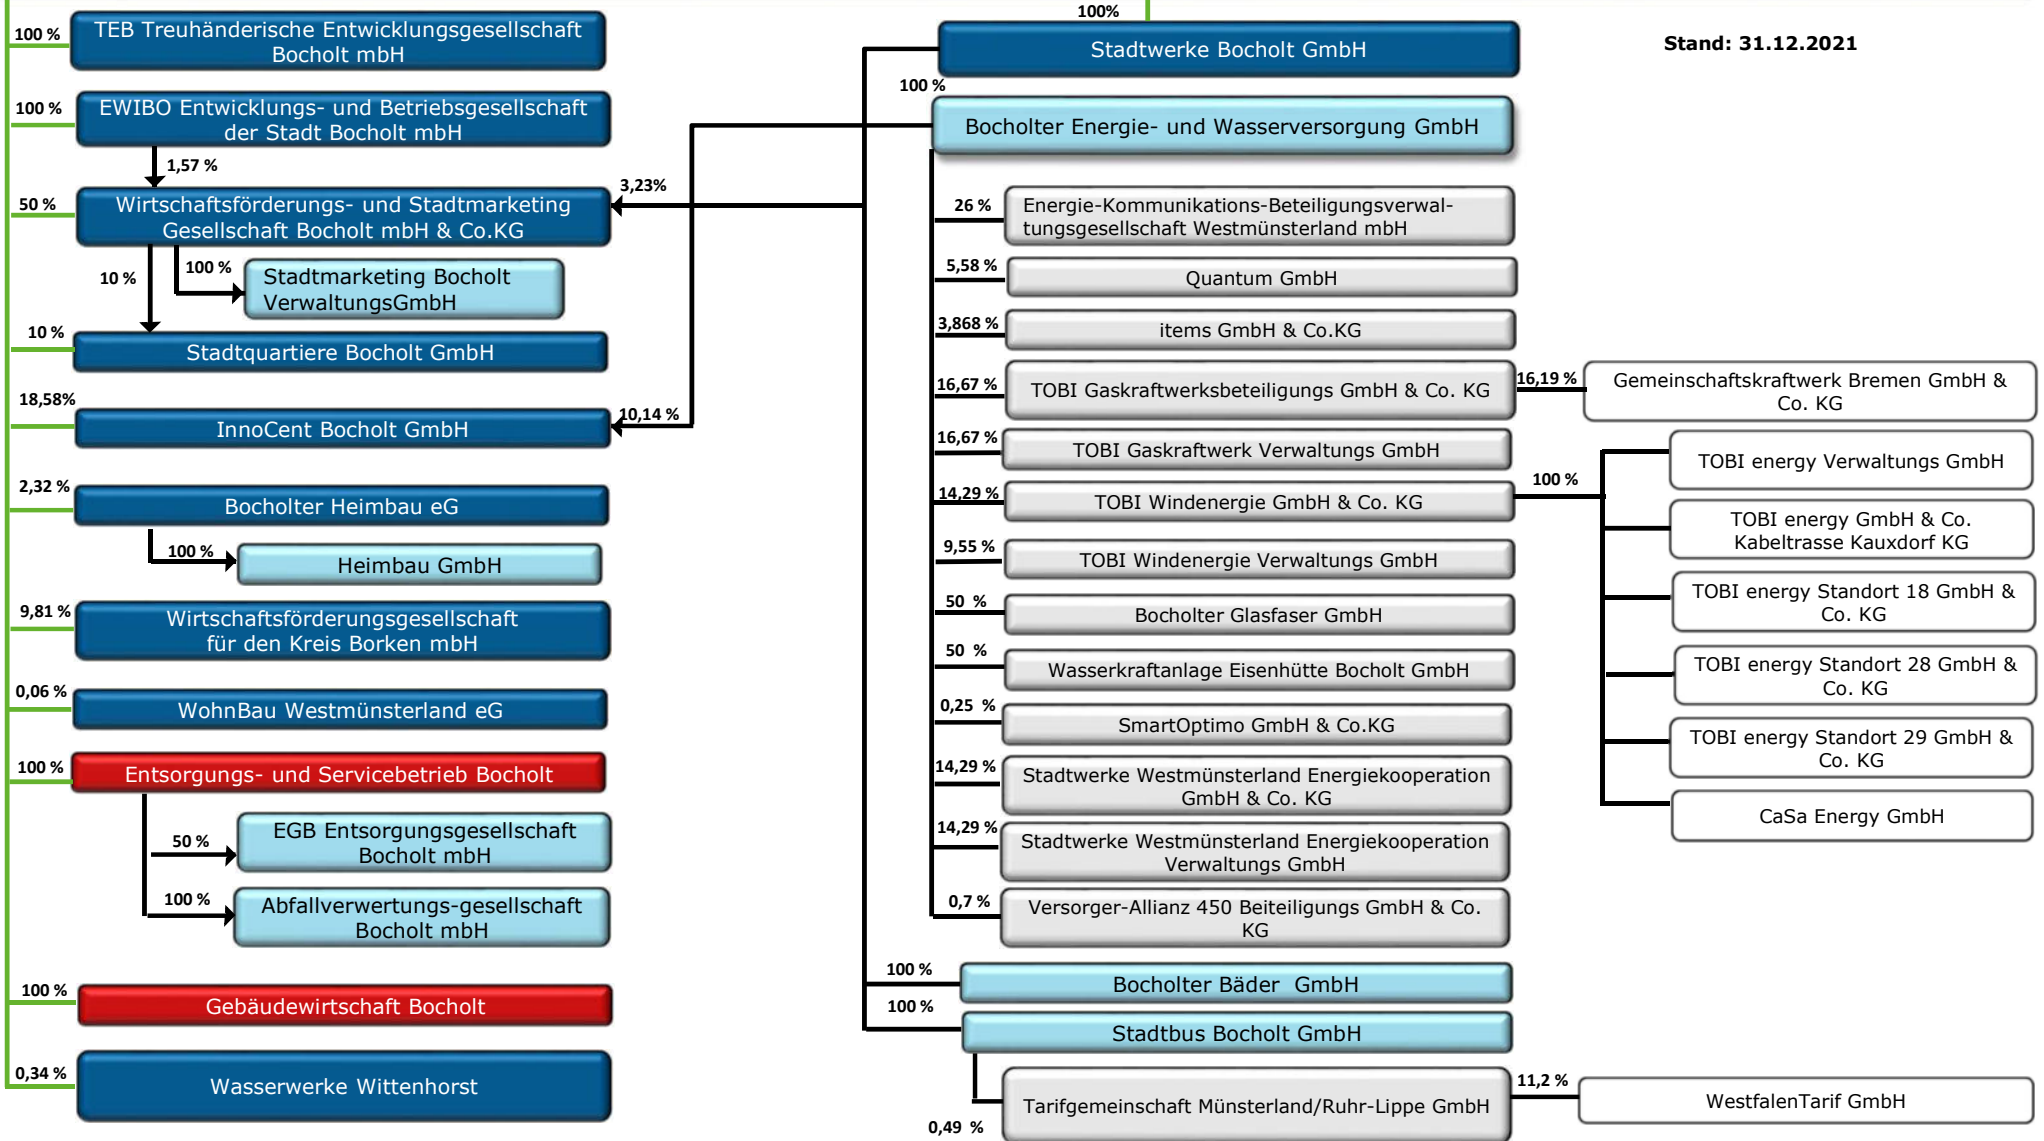 100 %
TEB Treuhänderische Entwicklungsgesellschaft
Bocholt mbH
100 %
EWIBO Entwicklungs- und Betriebsgesellschaft
der Stadt Bocholt mbH
1,57 %
50 %
Wirtschaftsförderungs- und Stadtmarketing
Gesellschaft Bocholt mbH & Co.KG
3,23%
10 %
100 %
Stadtmarketing Bocholt
VerwaltungsGmbH
10 %
Stadtquartiere Bocholt GmbH
18,58%
InnoCent Bocholt GmbH
10,14 %
2,32 %
Bocholter Heimbau eG
100 %
Heimbau GmbH
9,81 %
Wirtschaftsförderungsgesellschaft
für den Kreis Borken mbH
0,06 %
WohnBau Westmünsterland eG
100 %
Entsorgungs- und Servicebetrieb Bocholt
50 %
EGB Entsorgungsgesellschaft
Bocholt mbH
100 %
Abfallverwertungs-gesellschaft
Bocholt mbH
100 %
Gebäudewirtschaft Bocholt
0,34 %
Wasserwerke Wittenhorst
100%
Stadtwerke Bocholt GmbH
Stand: 31.12.2021
100 %
Bocholter Energie- und Wasserversorgung GmbH
26 %
Energie-Kommunikations-Beteiligungsverwal-
tungsgesellschaft Westmünsterland mbH
5,58 %
Quantum GmbH
3,868 %
items GmbH & Co.KG
16,67 %
TOBI Gaskraftwerksbeteiligungs GmbH & Co. KG
16,19 %
Gemeinschaftskraftwerk Bremen GmbH &
Co. KG
16,67 %
TOBI Gaskraftwerk Verwaltungs GmbH
14,29 %
TOBI Windenergie GmbH & Co. KG
100 %
TOBI energy Verwaltungs GmbH
TOBI energy GmbH & Co.
Kabeltrasse Kauxdorf KG
TOBI energy Standort 18 GmbH &
Co. KG
TOBI energy Standort 28 GmbH &
Co. KG
TOBI energy Standort 29 GmbH &
Co. KG
CaSa Energy GmbH
9,55 %
TOBI Windenergie Verwaltungs GmbH
50 %
Bocholter Glasfaser GmbH
50 %
Wasserkraftanlage Eisenhütte Bocholt GmbH
0,25 %
SmartOptimo GmbH & Co.KG
14,29 %
Stadtwerke Westmünsterland Energiekooperation
GmbH & Co. KG
14,29 %
Stadtwerke Westmünsterland Energiekooperation
Verwaltungs GmbH
0,7 %
Versorger-Allianz 450 Beiteiligungs GmbH & Co.
KG
100 %
Bocholter Bäder GmbH
100 %
Stadtbus Bocholt GmbH
0,49 %
Tarifgemeinschaft Münsterland/Ruhr-Lippe GmbH
11,2 %
WestfalenTarif GmbH